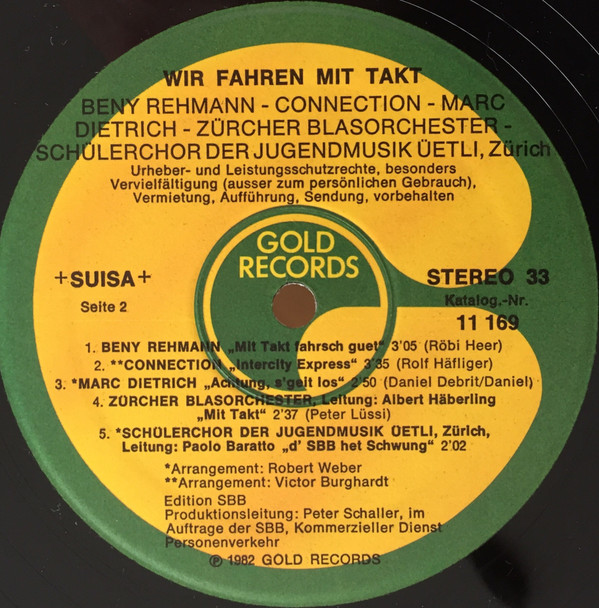 WIR FAHREN MIT TAKT
BENY REHMANN - CONNECTION - MARC
DIETRICH - ZÜRCHER BLASORCHESTER -
SCHÜLERCHOR DER JUGENDMUSIK ÜETLI, Zürich
Urheber- und Leistungsschutzrechte, besonders
Vervielfältigung (ausser zum persönlichen Gebrauch),
Vermietung, Aufführung, Sendung, vorbehalten
GOLD
RECORDS
+SUISA+
Seite 2
STEREO 33
Katalog.-Nr.
11 169
1. BENY REHMANN „Mit Takt fahrsch guet“ 3'05 (Röbi Heer)
2. **CONNECTION „Intercity Express“ 3'35 (Rolf Häfliger)
3. *MARC DIETRICH „Achtung, s'geit los“ 2'50 (Daniel Debrit/Daniel)
4. ZÜRCHER BLASORCHESTER, Leitung: Albert Häberling
„Mit Takt“ 2'37 (Peter Lüssi)
5. *SCHÜLERCHOR DER JUGENDMUSIK ÜETLI, Zürich,
Leitung: Paolo Baratto „d' SBB het Schwung“ 2'02
*Arrangement: Robert Weber
**Arrangement: Victor Burghardt
Edition SBB
Produktionsleitung: Peter Schaller, im
Auftrage der SBB, Kommerzieller Dienst
Personenverkehr
℗ 1982 GOLD RECORDS